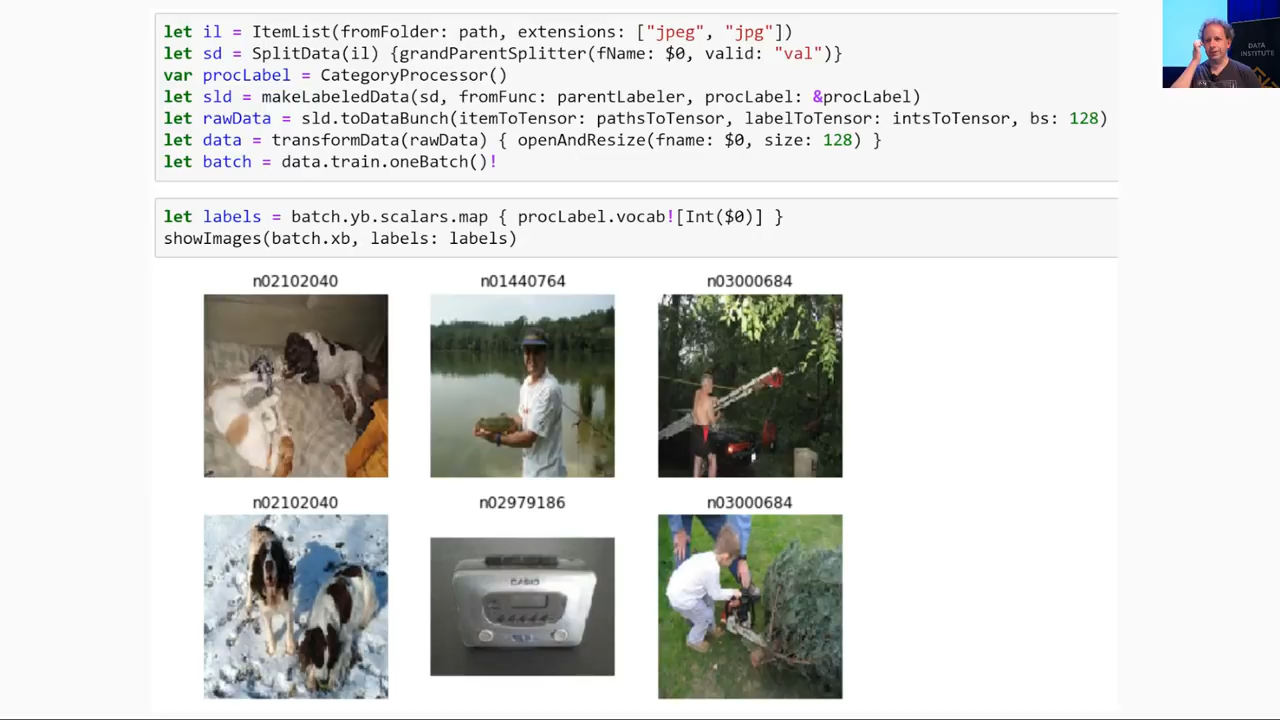 let il = ItemList(fromFolder: path, extensions: ["jpeg", "jpg"])
let sd = SplitData(il) {grandParentSplitter(fName: $0, valid: "val")}
var procLabel = CategoryProcessor()
let sld = makeLabeledData(sd, fromFunc: parentLabeler, procLabel: &procLabel)
let rawData = sld.toDataBunch(itemToTensor: pathsToTensor, labelToTensor: intsToTensor, bs: 128)
let data = transformData(rawData) { openAndResize(fname: $0, size: 128) }
let batch = data.train.oneBatch()!
let labels = batch.yb.scalars.map { procLabel.vocab![Int($0)] }
showImages(batch.xb, labels: labels)
n02102040 n01440764 n03000684
n02102040 n02979186 n03000684
CASIO
DATA
INSTITUTE